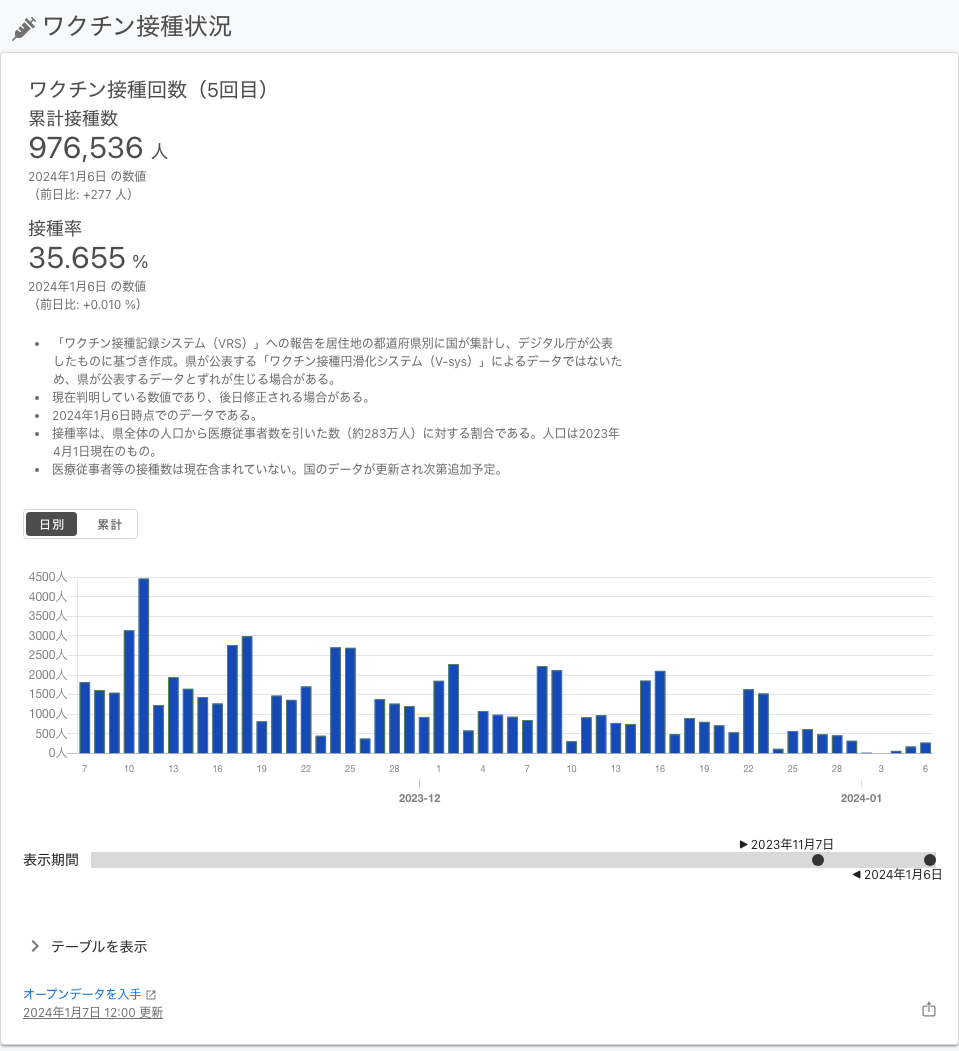 ワクチン接種状況
ワクチン接種回数（5回目）
累計接種数
976,536 人
2024年1月6日 の数値
（前日比: +277 人）
接種率
35.655 %
2024年1月6日 の数値
（前日比: +0.010 %）
• 「ワクチン接種記録システム（VRS）」への報告を居住地の都道府県別に国が集計し、デジタル庁が公表
したものに基づき作成。県が公表する「ワクチン接種円滑化システム（V-sys）」によるデータではないた
め、県が公表するデータとずれが生じる場合がある。
• 現在判明している数値であり、後日修正される場合がある。
• 2024年1月6日時点でのデータである。
• 接種率は、県全体の人口から医療従事者数を引いた数（約283万人）に対する割合である。人口は2023年
4月1日現在のもの。
• 医療従事者等の接種数は現在含まれていない。国のデータが更新され次第追加予定。
日別 累計
4500人
4000人
3500人
3000人
2500人
2000人
1500人
1000人
500人
0人
7 10 13 16 19 22 25 28 1 4 7 10 13 16 19 22 25 28 3 6
2023-12 2024-01
▶ 2023年11月7日
表示期間
◀ 2024年1月6日
テーブルを表示
オープンデータを入手
2024年1月7日 12:00 更新